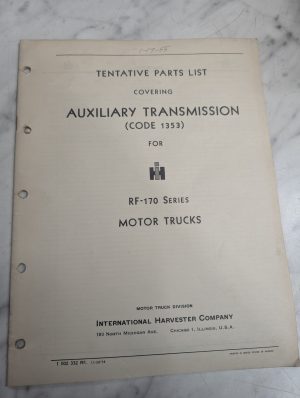 TENTATIVE PARTS LIST
COVERING
AUXILIARY TRANSMISSION
(CODE 1353)
FOR
IH
RF-170 SERIES
MOTOR TRUCKS
MOTOR TRUCK DIVISION
INTERNATIONAL HARVESTER COMPANY
180 NORTH MICHIGAN AVE. CHICAGO 1, ILLINOIS, U.S.A.